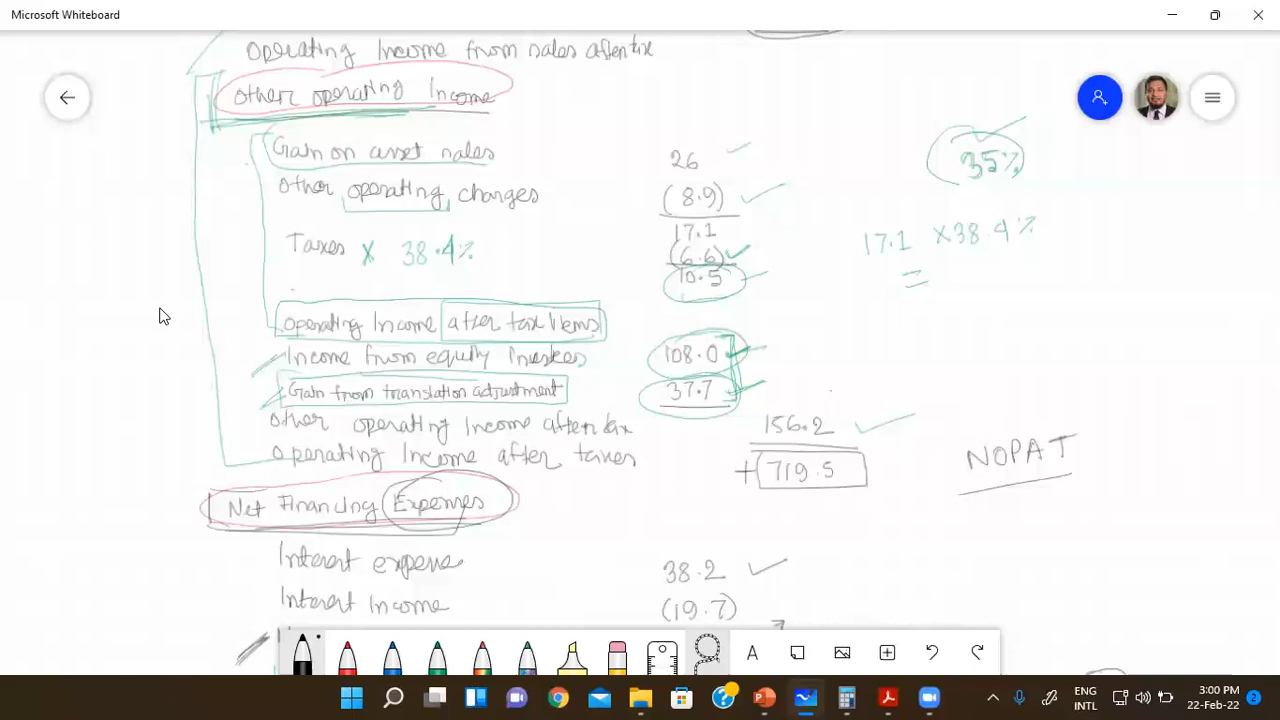 Microsoft Whiteboard
Operating Income from sales after tax
Other operating Income
Gain on asset sales 26
35%
Other operating charges (8.9)
17.1
17.1 x 38.4%
Taxes x 38.4% (6.6)
=
10.5
Operating Income after tax Items
Income from equity Investees 108.0
Gain from translation adjustment 37.7
Other operating income after tax 156.2
Operating Income after taxes + 719.5 NOPAT
Net Financing Expenses
Interest expense 38.2
Interest Income (19.7)
A
ENG
INTL
3:00 PM
22-Feb-22
2